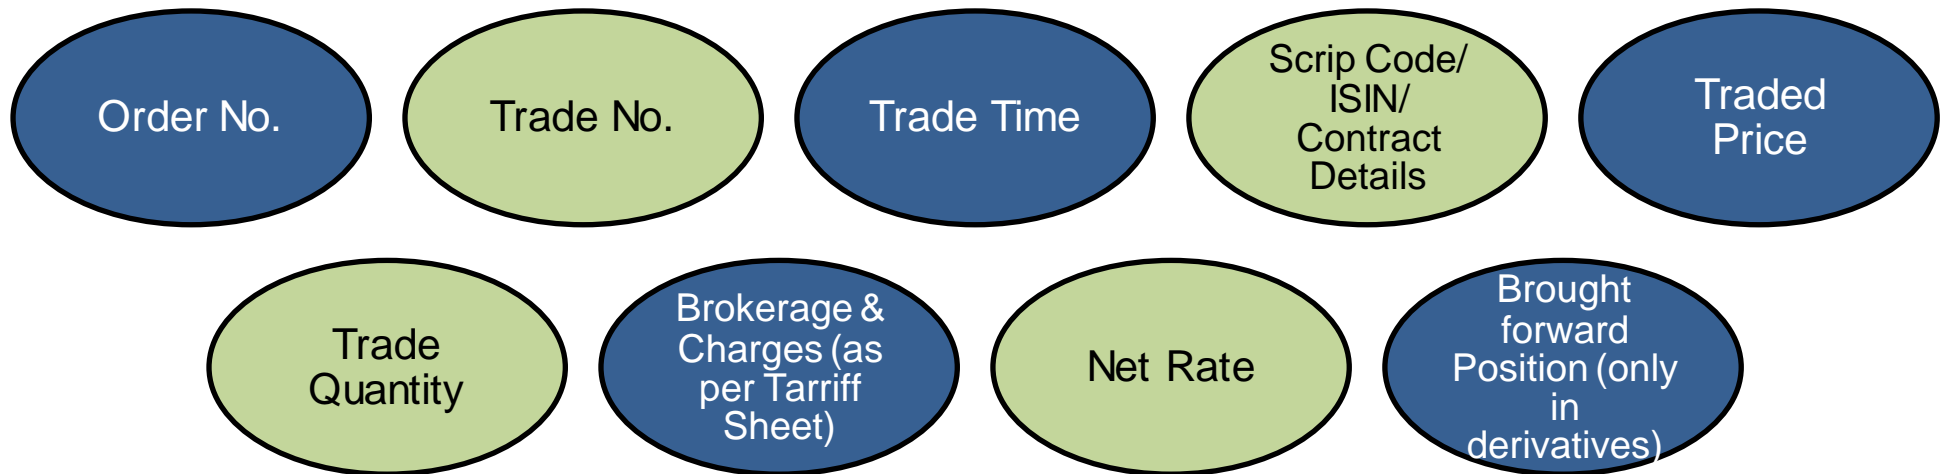 Order No.
Trade No.
Trade Time
Scrip Code/
ISIN/
Contract
Details
Traded
Price
Trade
Quantity
Brokerage &
Charges (as
per Tarriff
Sheet)
Net Rate
Brought
forward
Position (only
in
derivatives)